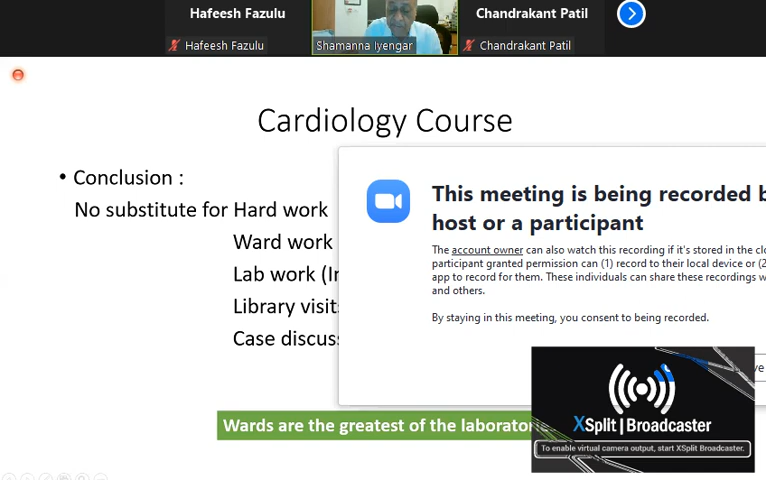 Hafeesh Fazulu
Chandrakant Patil
Hafeesh Fazulu
Shamanna Iyengar
Chandrakant Patil
Cardiology Course
• Conclusion :
No substitute for Hard work
Ward work
Lab work
Library visits
Case
Wards are the greatest of the
This meeting is being recorded
host or a participant
The account owner can also watch this recording if it's stored in the
participant granted permission can (1) record to their local device or (2
app to record for them. These individuals can share these recordings
and others.
By staying in this meeting, you consent to being recorded.
XSplit|Broadcaster
To enable virtual camera output, start XSplit Broadcaster.